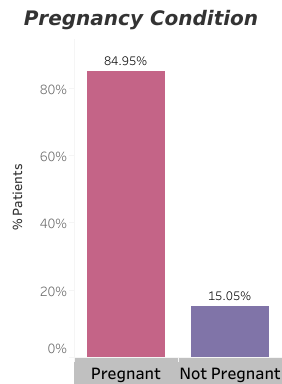 Pregnancy Condition
84.95%
80%
60%
% Patients
40%
20%
15.05%
0%
Pregnant Not Pregnant